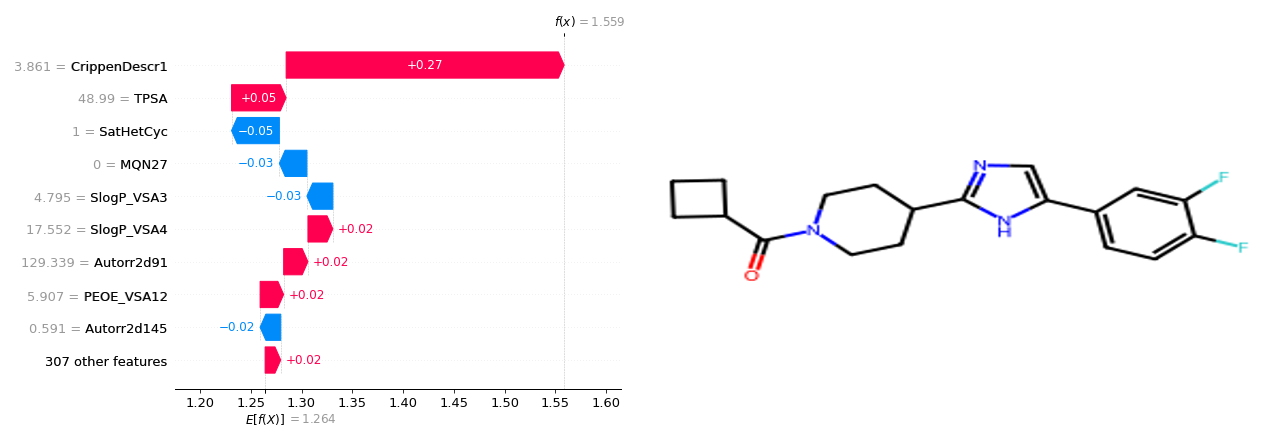 f(x) = 1.559
3.861 = CrippenDescr1
+0.27
48.99 = TPSA
+0.05
1 = SatHetCyc
−0.05
0 = MQN27
−0.03
4.795 = SlogP_VSA3
−0.03
17.552 = SlogP_VSA4
+0.02
129.339 = Autorr2d91
+0.02
5.907 = PEOE_VSA12
+0.02
0.591 = Autorr2d145
−0.02
307 other features
+0.02
1.20 1.25 1.30 1.35 1.40 1.45 1.50 1.55 1.60
E[f(X)] = 1.264
N
F
N
N
H
F
O